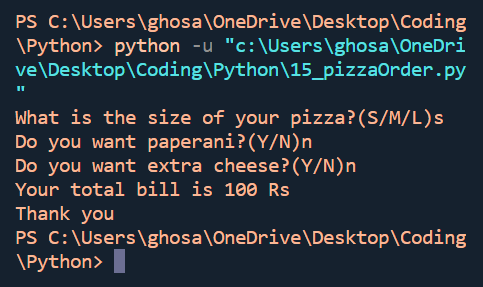 PS C:\Users\ghosa\OneDrive\Desktop\Coding
\Python> python -u "c:\Users\ghosa\OneDri
ve\Desktop\Coding\Python\15_pizzaOrder.py
"
What is the size of your pizza?(S/M/L)s
Do you want paperani?(Y/N)n
Do you want extra cheese?(Y/N)n
Your total bill is 100 Rs
Thank you
PS C:\Users\ghosa\OneDrive\Desktop\Coding
\Python>